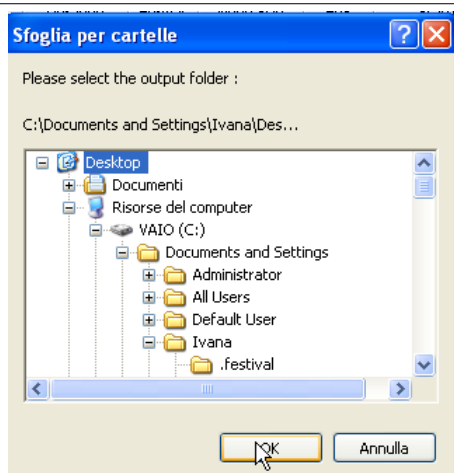 Sfoglia per cartelle
Please select the output folder :
C:\Documents and Settings\Ivana\Des...
Desktop
Documenti
Risorse del computer
VAIO (C:)
Documents and Settings
Administrator
All Users
Default User
Ivana
.festival
OK Annulla